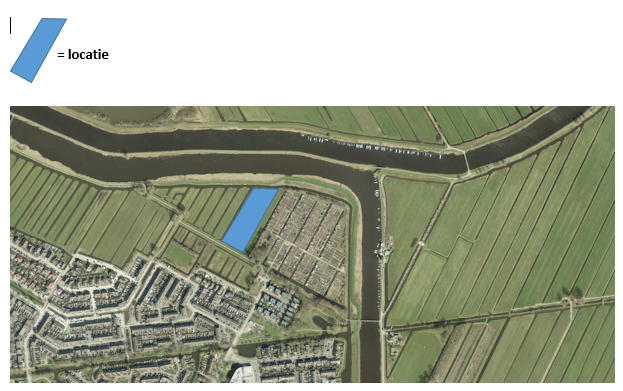 = locatie